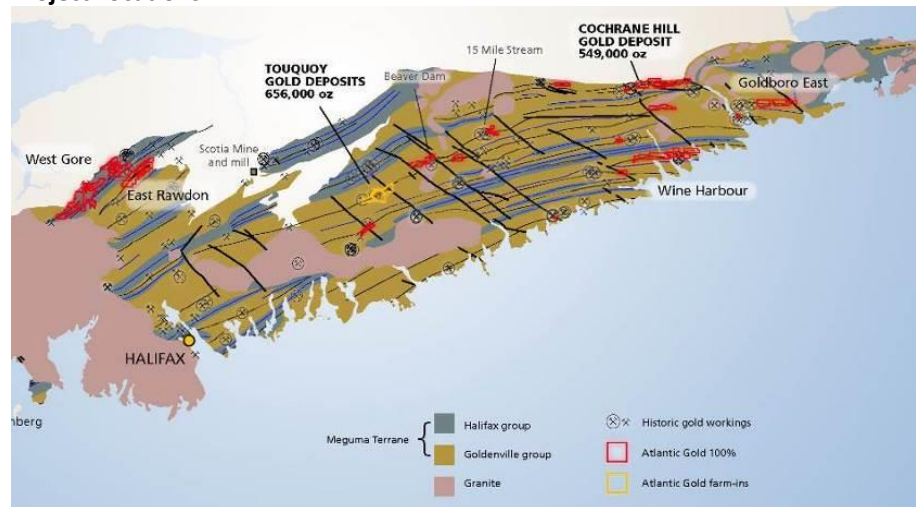 COCHRANE HILL
GOLD DEPOSIT
549,000 oz
15 Mile Stream
TOUQUOY
GOLD DEPOSITS
656,000 oz
Beaver Dam
Goldboro East
Scotia Mine
and mill
West Gore
East Rawdon
Wine Harbour
HALIFAX
nberg
Meguma Terrane
Halifax group
Goldenville group
Granite
Historic gold workings
Atlantic Gold 100%
Atlantic Gold farm-ins